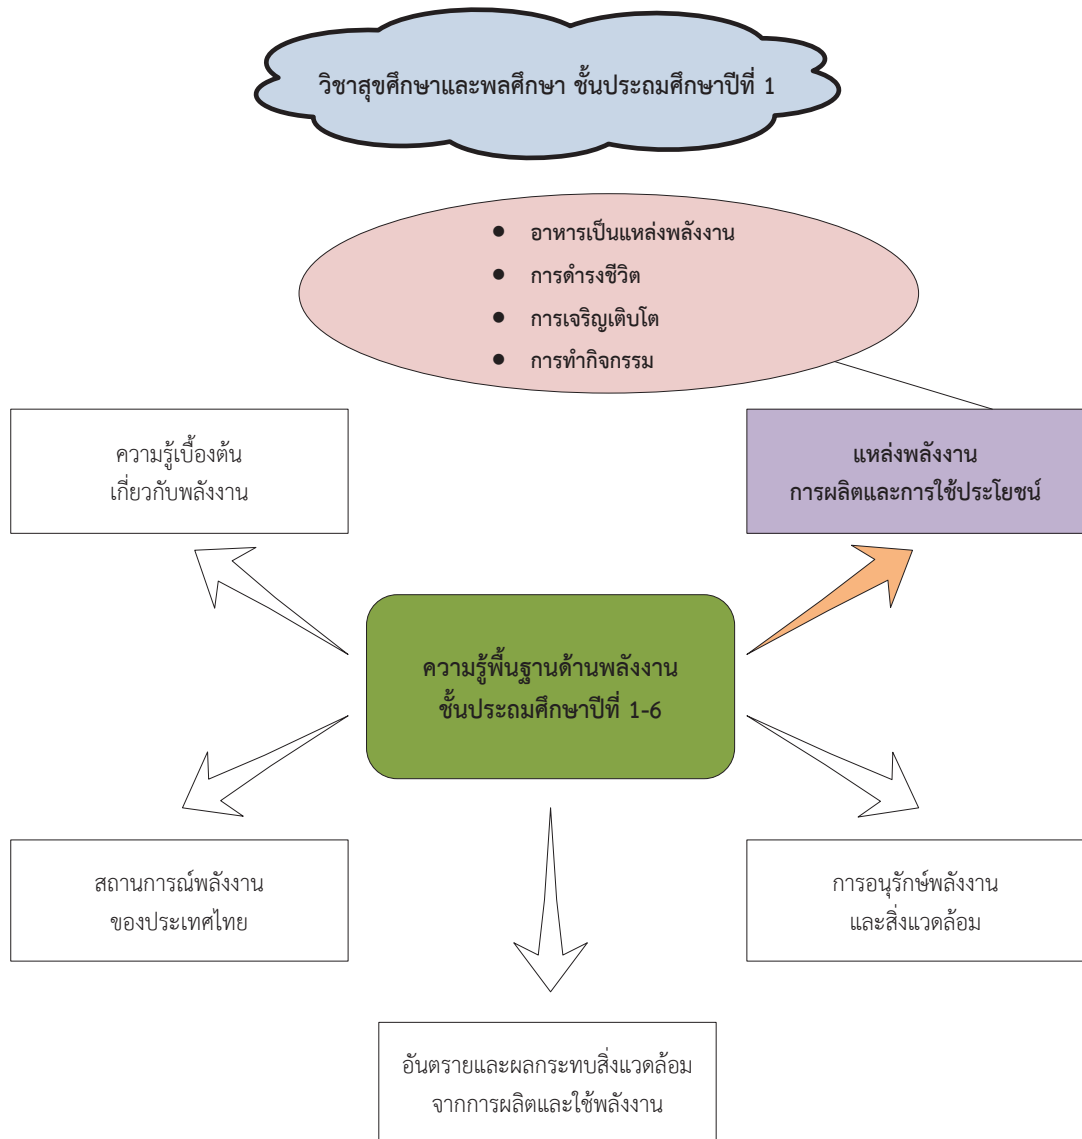 วิชาสุขศึกษาและพลศึกษา ชั้นประถมศึกษาปีที่ 1
• อาหารเป็นแหล่งพลังงาน
• การดำรงชีวิต
• การเจริญเติบโต
• การทำกิจกรรม
ความรู้เบื้องต้น
เกี่ยวกับพลังงาน
แหล่งพลังงาน
การผลิตและการใช้ประโยชน์
ความรู้พื้นฐานด้านพลังงาน
ชั้นประถมศึกษาปีที่ 1-6
สถานการณ์พลังงาน
ของประเทศไทย
การอนุรักษ์พลังงาน
และสิ่งแวดล้อม
อันตรายและผลกระทบสิ่งแวดล้อม
จากการผลิตและใช้พลังงาน